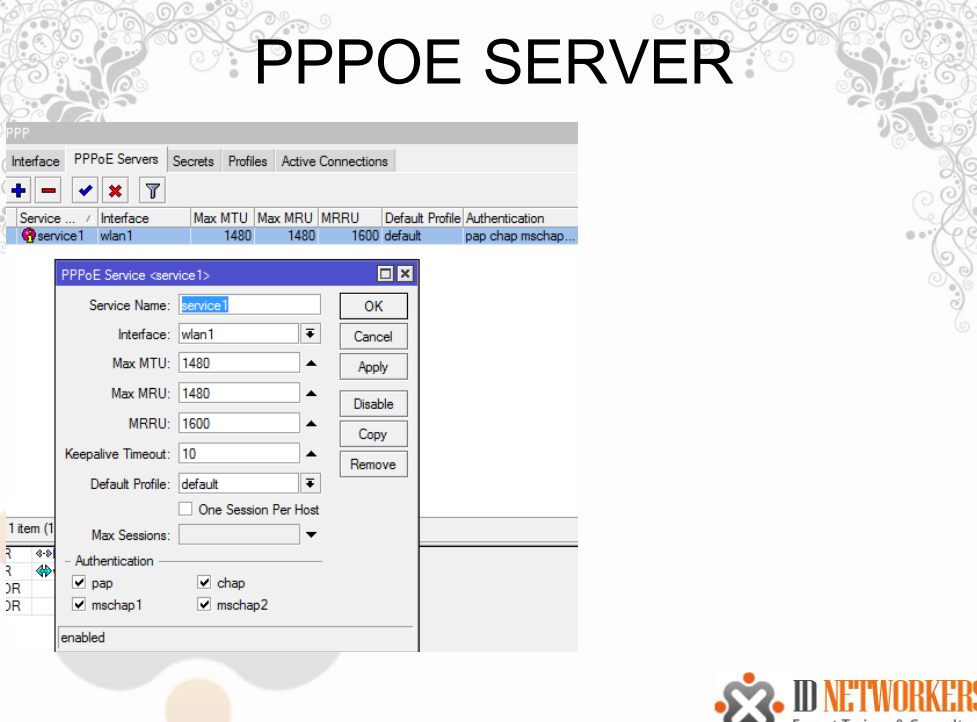 PPPOE SERVER
PPP
Interface PPPoE Servers Secrets Profiles Active Connections
Service ... Interface Max MTU Max MRU MRRU Default Profile Authentication
service1 wlan1 1480 1480 1600 default pap chap mschap...
PPPoE Service <service1>
Service Name: service1
OK
Interface: wlan1
Cancel
Max MTU: 1480
Apply
Max MRU: 1480
Disable
MRRU: 1600
Copy
Keepalive Timeout: 10
Remove
Default Profile: default
One Session Per Host
1 item (1
Max Sessions:
R
Authentication
R
pap chap
DR
mschap1 mschap2
DR
enabled
ID NETWORKERS